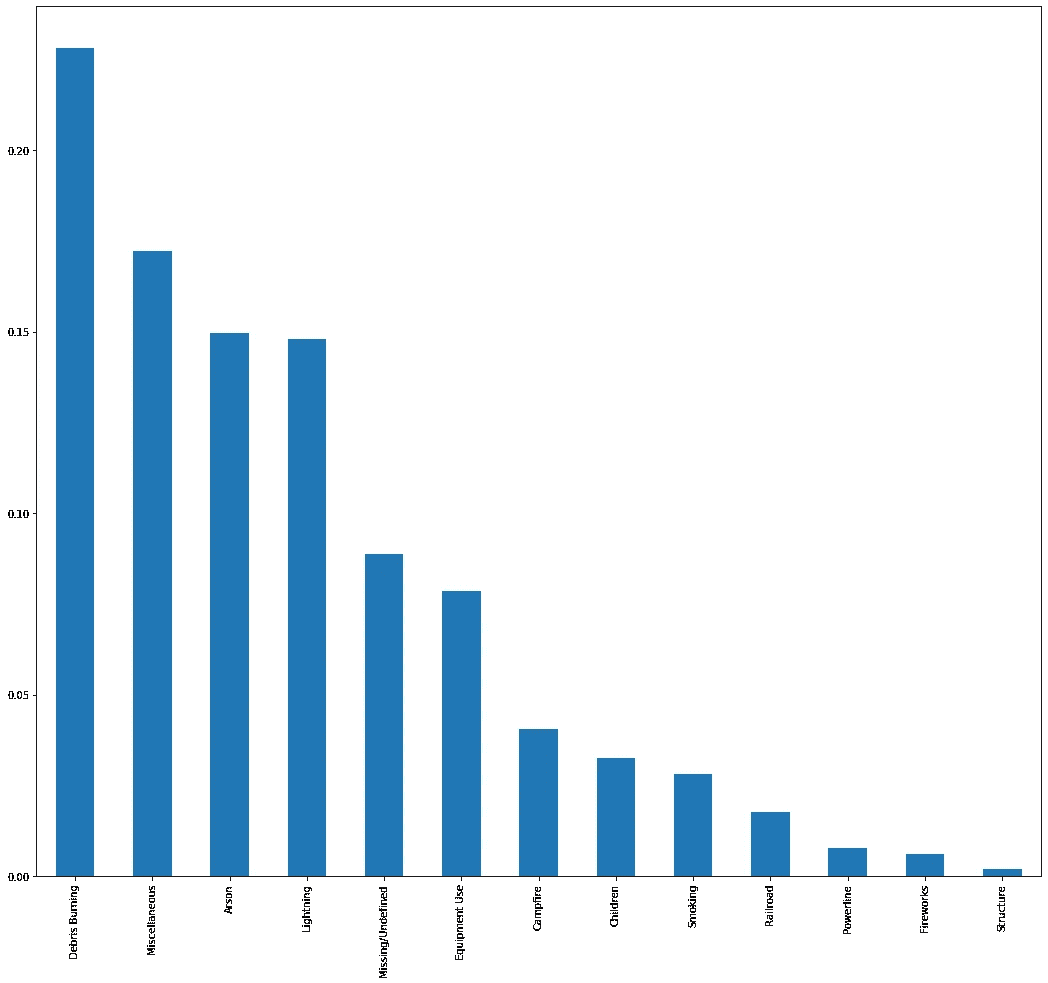 0.20
0.15
0.10
0.05
0.00
Debris Burning
Miscellaneous
Arson
Lightning
Missing/Undefined
Equipment Use
Campfire
Children
Smoking
Railroad
Powerline
Fireworks
Structure